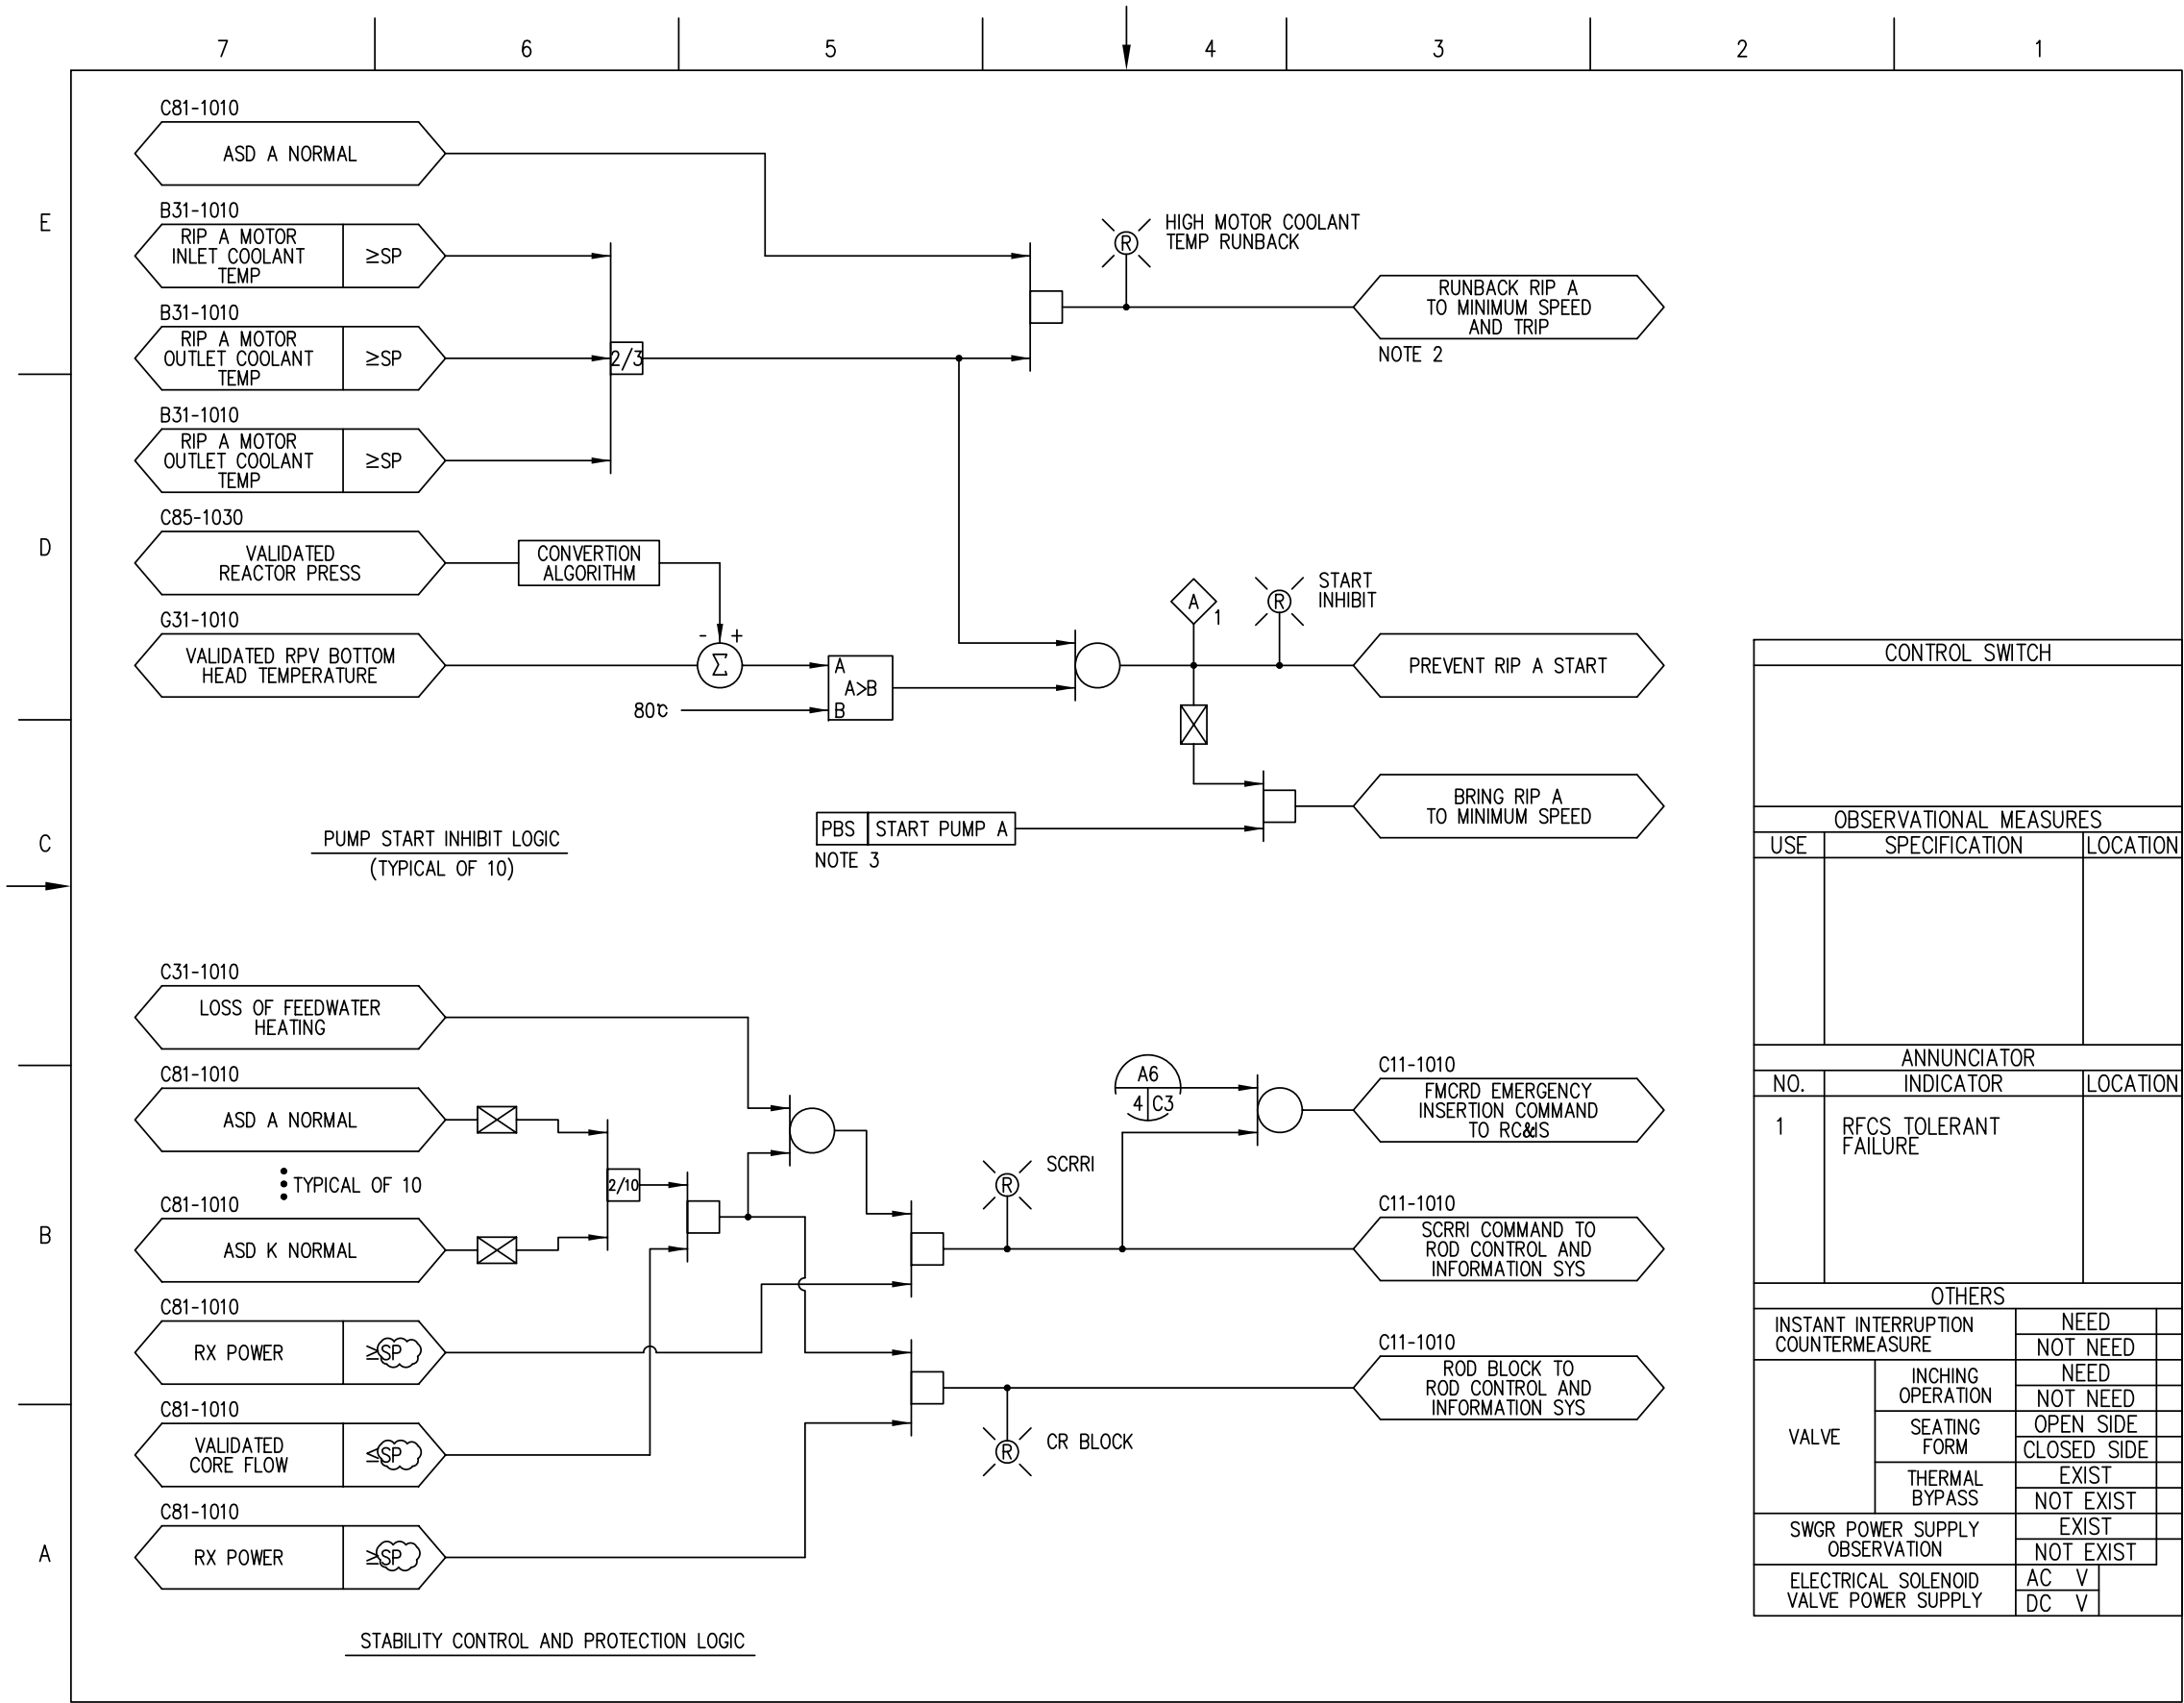 7 6 5 4 3 2 1
E
D
C
B
A
C81-1010
ASD A NORMAL
B31-1010
RIP A MOTOR
INLET COOLANT
TEMP
≥SP
B31-1010
RIP A MOTOR
OUTLET COOLANT
TEMP
≥SP
B31-1010
RIP A MOTOR
OUTLET COOLANT
TEMP
≥SP
2/3
R
HIGH MOTOR COOLANT
TEMP RUNBACK
RUNBACK RIP A
TO MINIMUM SPEED
AND TRIP
NOTE 2
C85-1030
VALIDATED
REACTOR PRESS
CONVERTION
ALGORITHM
G31-1010
VALIDATED RPV BOTTOM
HEAD TEMPERATURE
- +
Σ
80℃
A
A>B
B
A
1
R
START
INHIBIT
PREVENT RIP A START
PBS START PUMP A
NOTE 3
BRING RIP A
TO MINIMUM SPEED
PUMP START INHIBIT LOGIC
(TYPICAL OF 10)
C31-1010
LOSS OF FEEDWATER
HEATING
C81-1010
ASD A NORMAL
TYPICAL OF 10
C81-1010
ASD K NORMAL
2/10
C81-1010
RX POWER
≥SP
C81-1010
VALIDATED
CORE FLOW
≤SP
C81-1010
RX POWER
≥SP
A6
4 C3
R
SCRRI
R
CR BLOCK
C11-1010
FMCRD EMERGENCY
INSERTION COMMAND
TO RC&IS
C11-1010
SCRRI COMMAND TO
ROD CONTROL AND
INFORMATION SYS
C11-1010
ROD BLOCK TO
ROD CONTROL AND
INFORMATION SYS
STABILITY CONTROL AND PROTECTION LOGIC
CONTROL SWITCH
OBSERVATIONAL MEASURES
USE SPECIFICATION LOCATION
ANNUNCIATOR
NO. INDICATOR LOCATION
1 RFCS TOLERANT
FAILURE
OTHERS
INSTANT INTERRUPTION
COUNTERMEASURE
NEED
NOT NEED
VALVE
INCHING
OPERATION
NEED
NOT NEED
SEATING
FORM
OPEN SIDE
CLOSED SIDE
THERMAL
BYPASS
EXIST
NOT EXIST
SWGR POWER SUPPLY
OBSERVATION
EXIST
NOT EXIST
ELECTRICAL SOLENOID
VALVE POWER SUPPLY
AC V
DC V